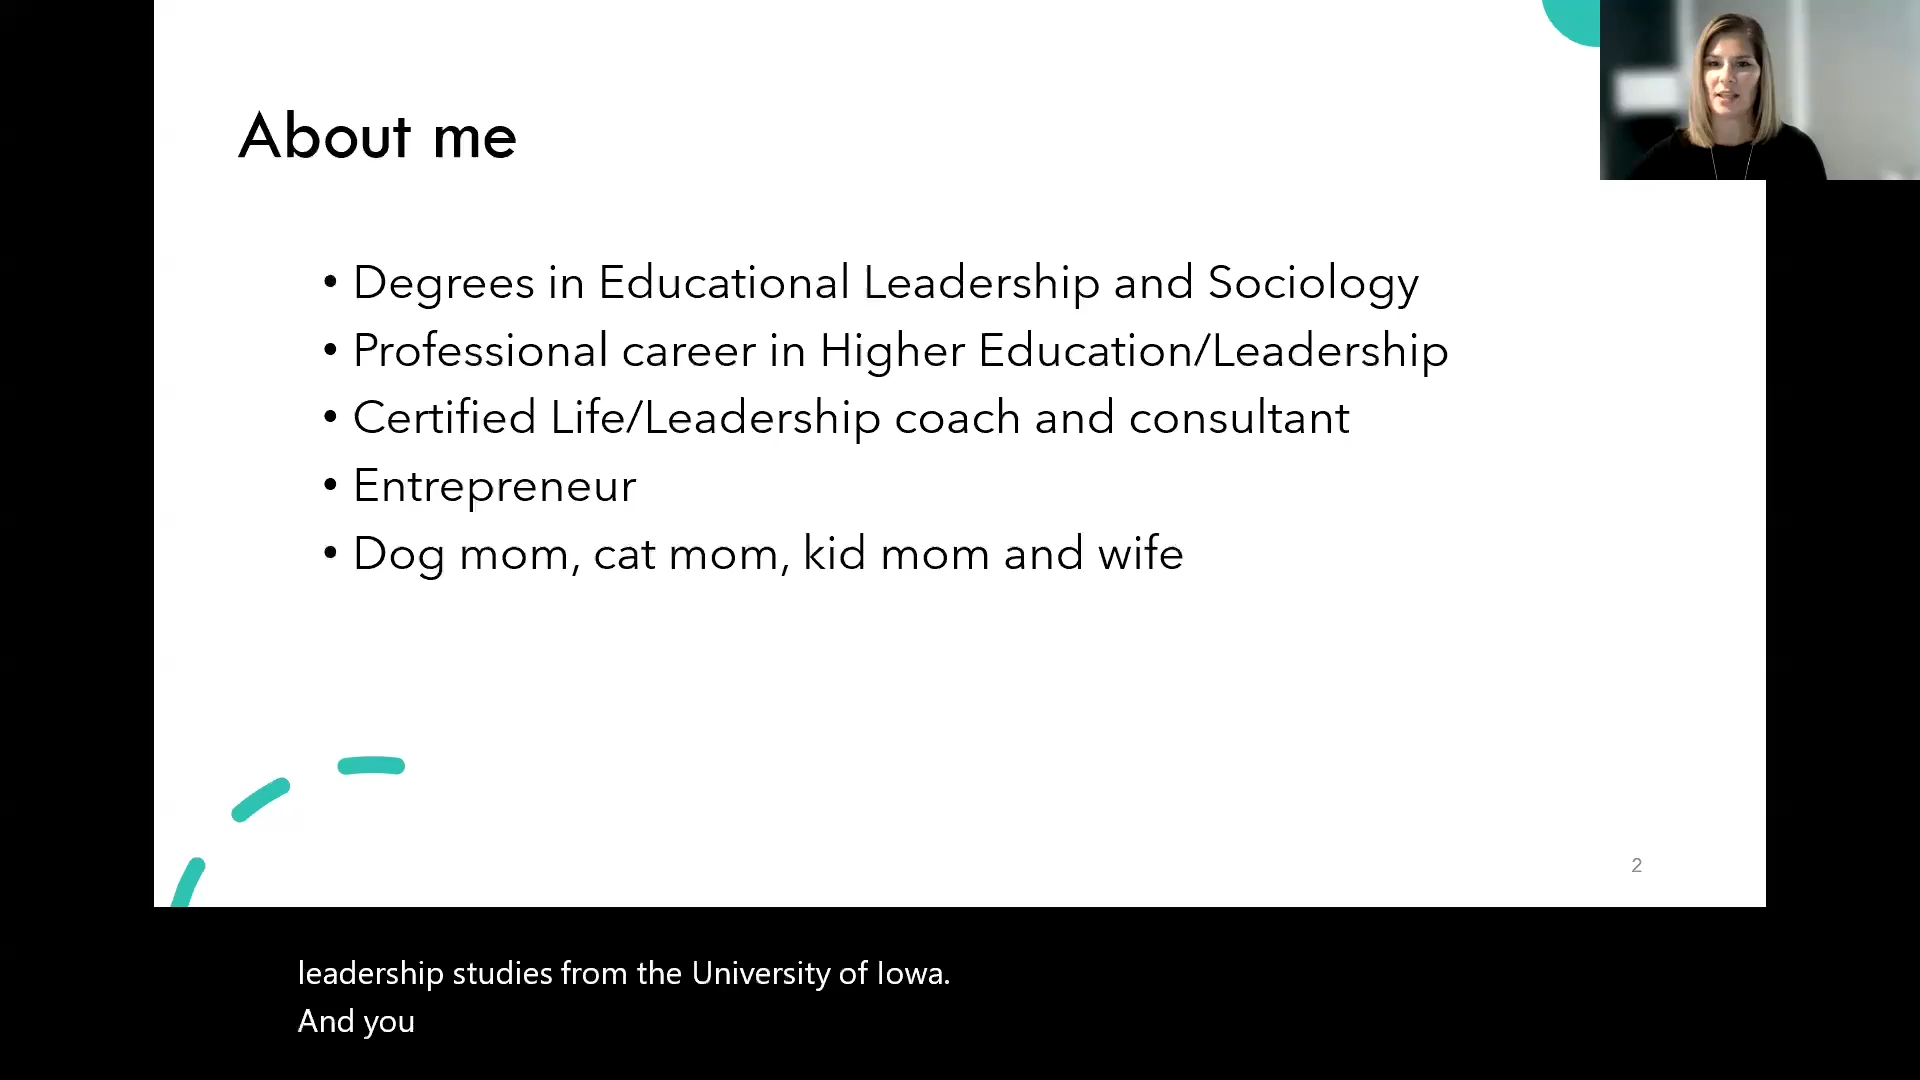 About me
• Degrees in Educational Leadership and Sociology
• Professional career in Higher Education/Leadership
• Certified Life/Leadership coach and consultant
• Entrepreneur
• Dog mom, cat mom, kid mom and wife
2
leadership studies from the University of Iowa.
And you